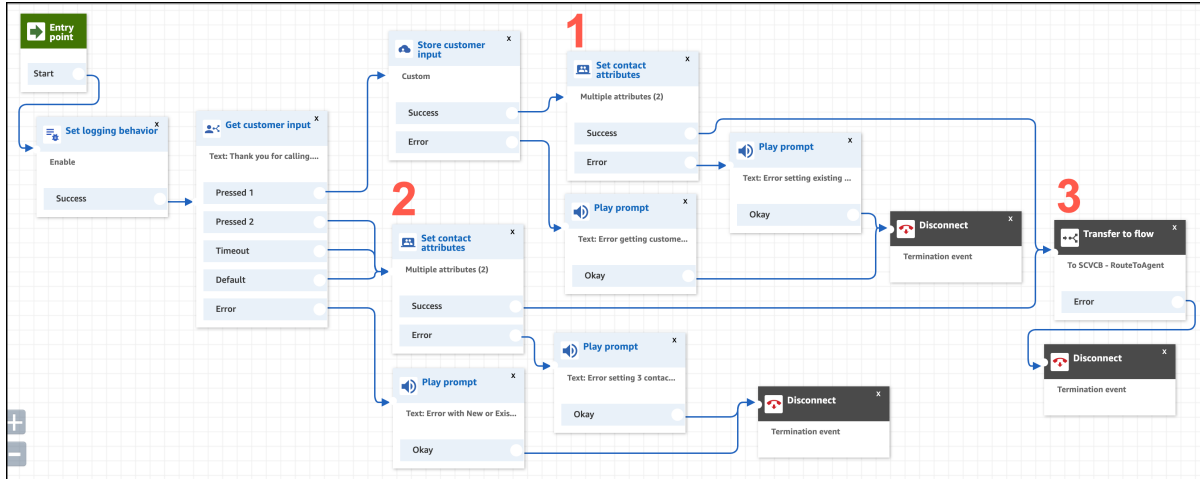 Entry
point
Start
Set logging behavior
X
Enable
Success
Get customer input
X
Text: Thank you for calling....
Pressed 1
Pressed 2
Timeout
Default
Error
Store customer
input
X
Custom
Success
Error
1
Set contact
attributes
X
Multiple attributes (2)
Success
Error
Play prompt
X
Text: Error setting existing ...
Okay
Play prompt
X
Text: Error getting custome...
Okay
Disconnect
X
Termination event
2
Set contact
attributes
X
Multiple attributes (2)
Success
Error
Play prompt
X
Text: Error setting 3 contac...
Okay
Play prompt
X
Text: Error with New or Exis...
Okay
Disconnect
X
Termination event
3
Transfer to flow
X
To SCVCB - RouteToAgent
Error
Disconnect
X
Termination event
+
−